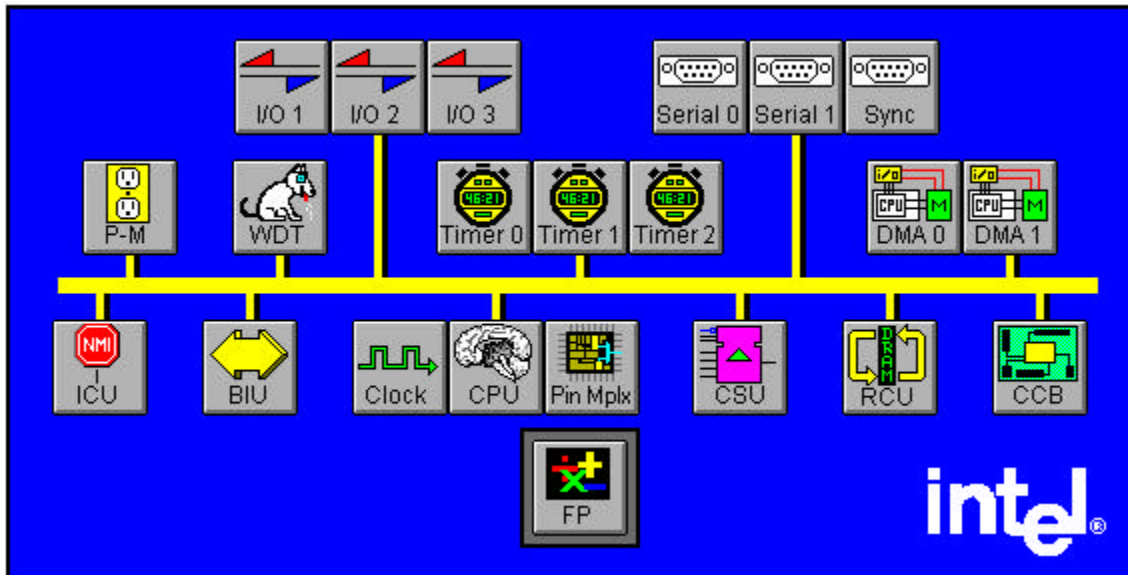 I/O 1 I/O 2 I/O 3 Serial 0 Serial 1 Sync
P-M WDT 46:21 Timer 0 46:21 Timer 1 46:21 Timer 2 i/o CPU M DMA 0 i/o CPU M DMA 1
NMI ICU BIU Clock CPU Pin Mplx CSU DRAM RCU CCB
FP
intel®